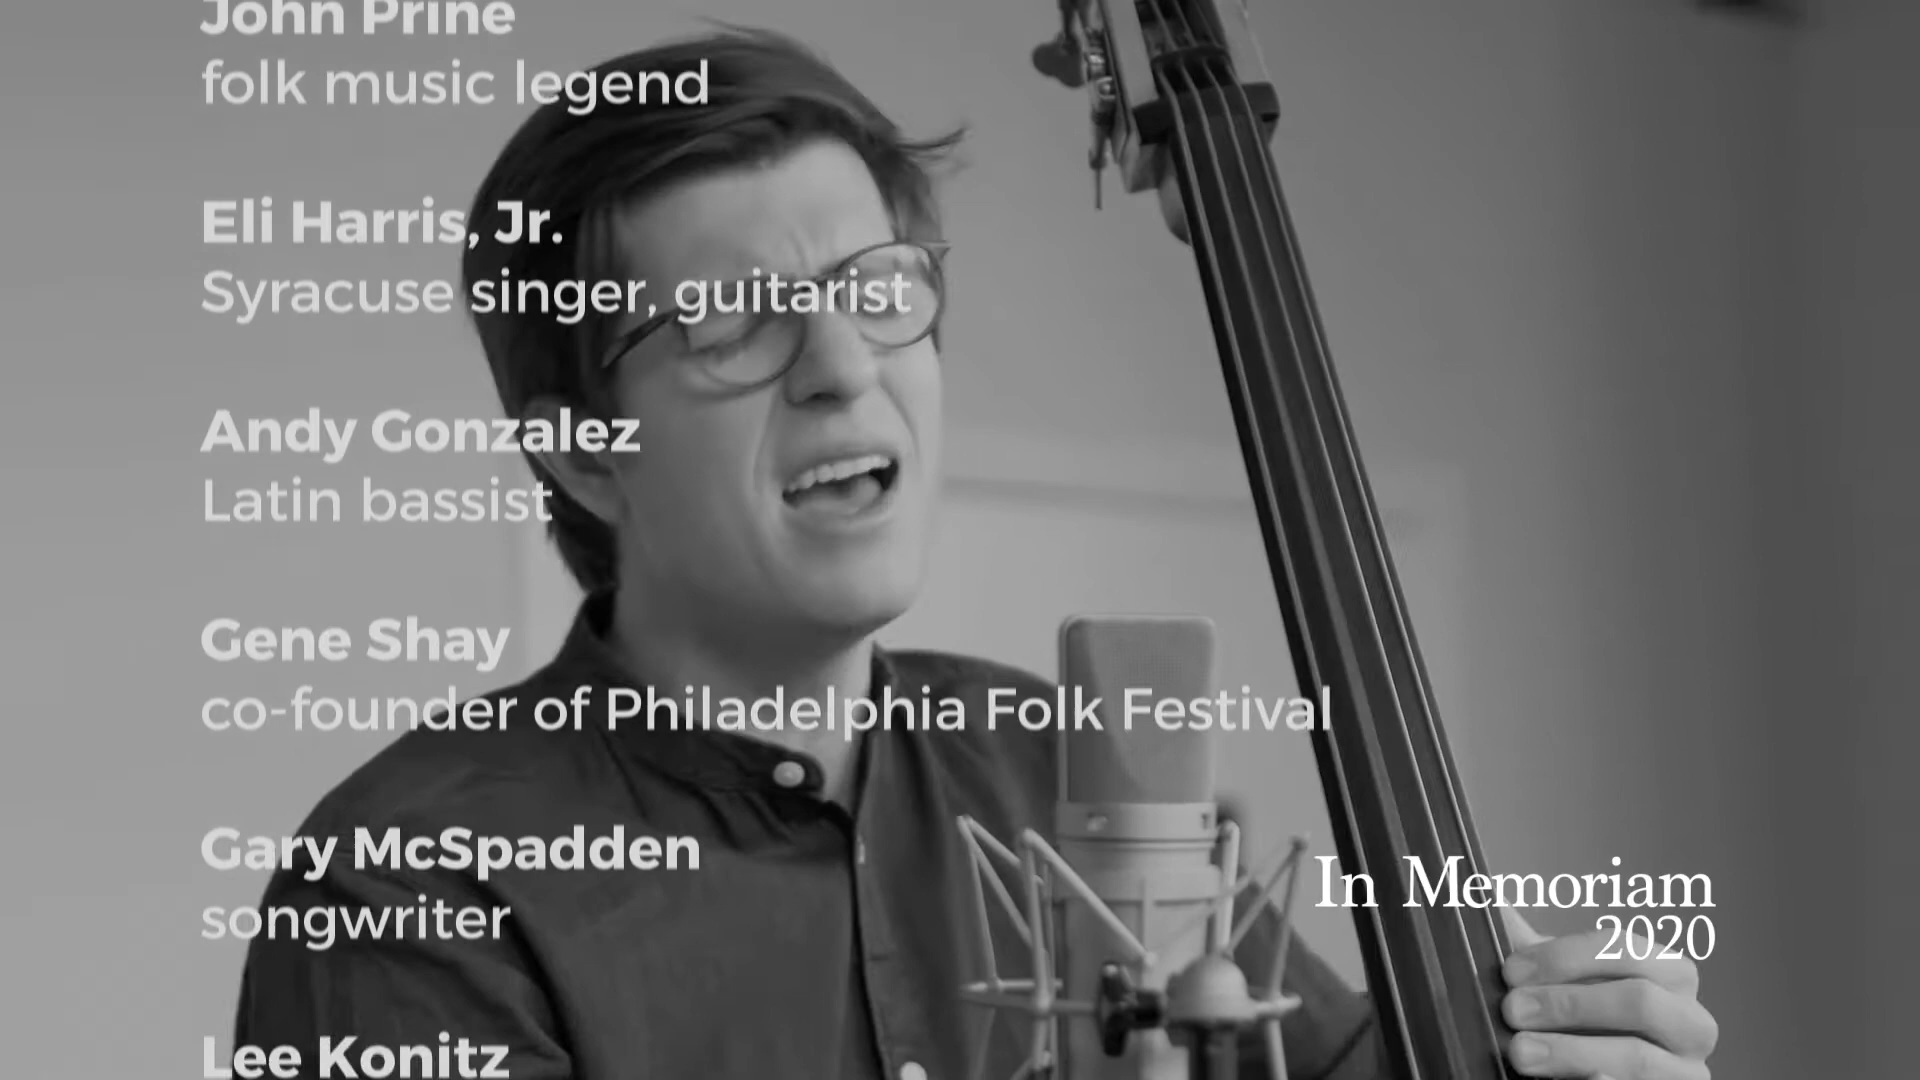 John Prine
folk music legend
Eli Harris, Jr.
Syracuse singer, guitarist
Andy Gonzalez
Latin bassist
Gene Shay
co-founder of Philadelphia Folk Festival
Gary McSpadden
songwriter
Lee Konitz
In Memoriam
2020